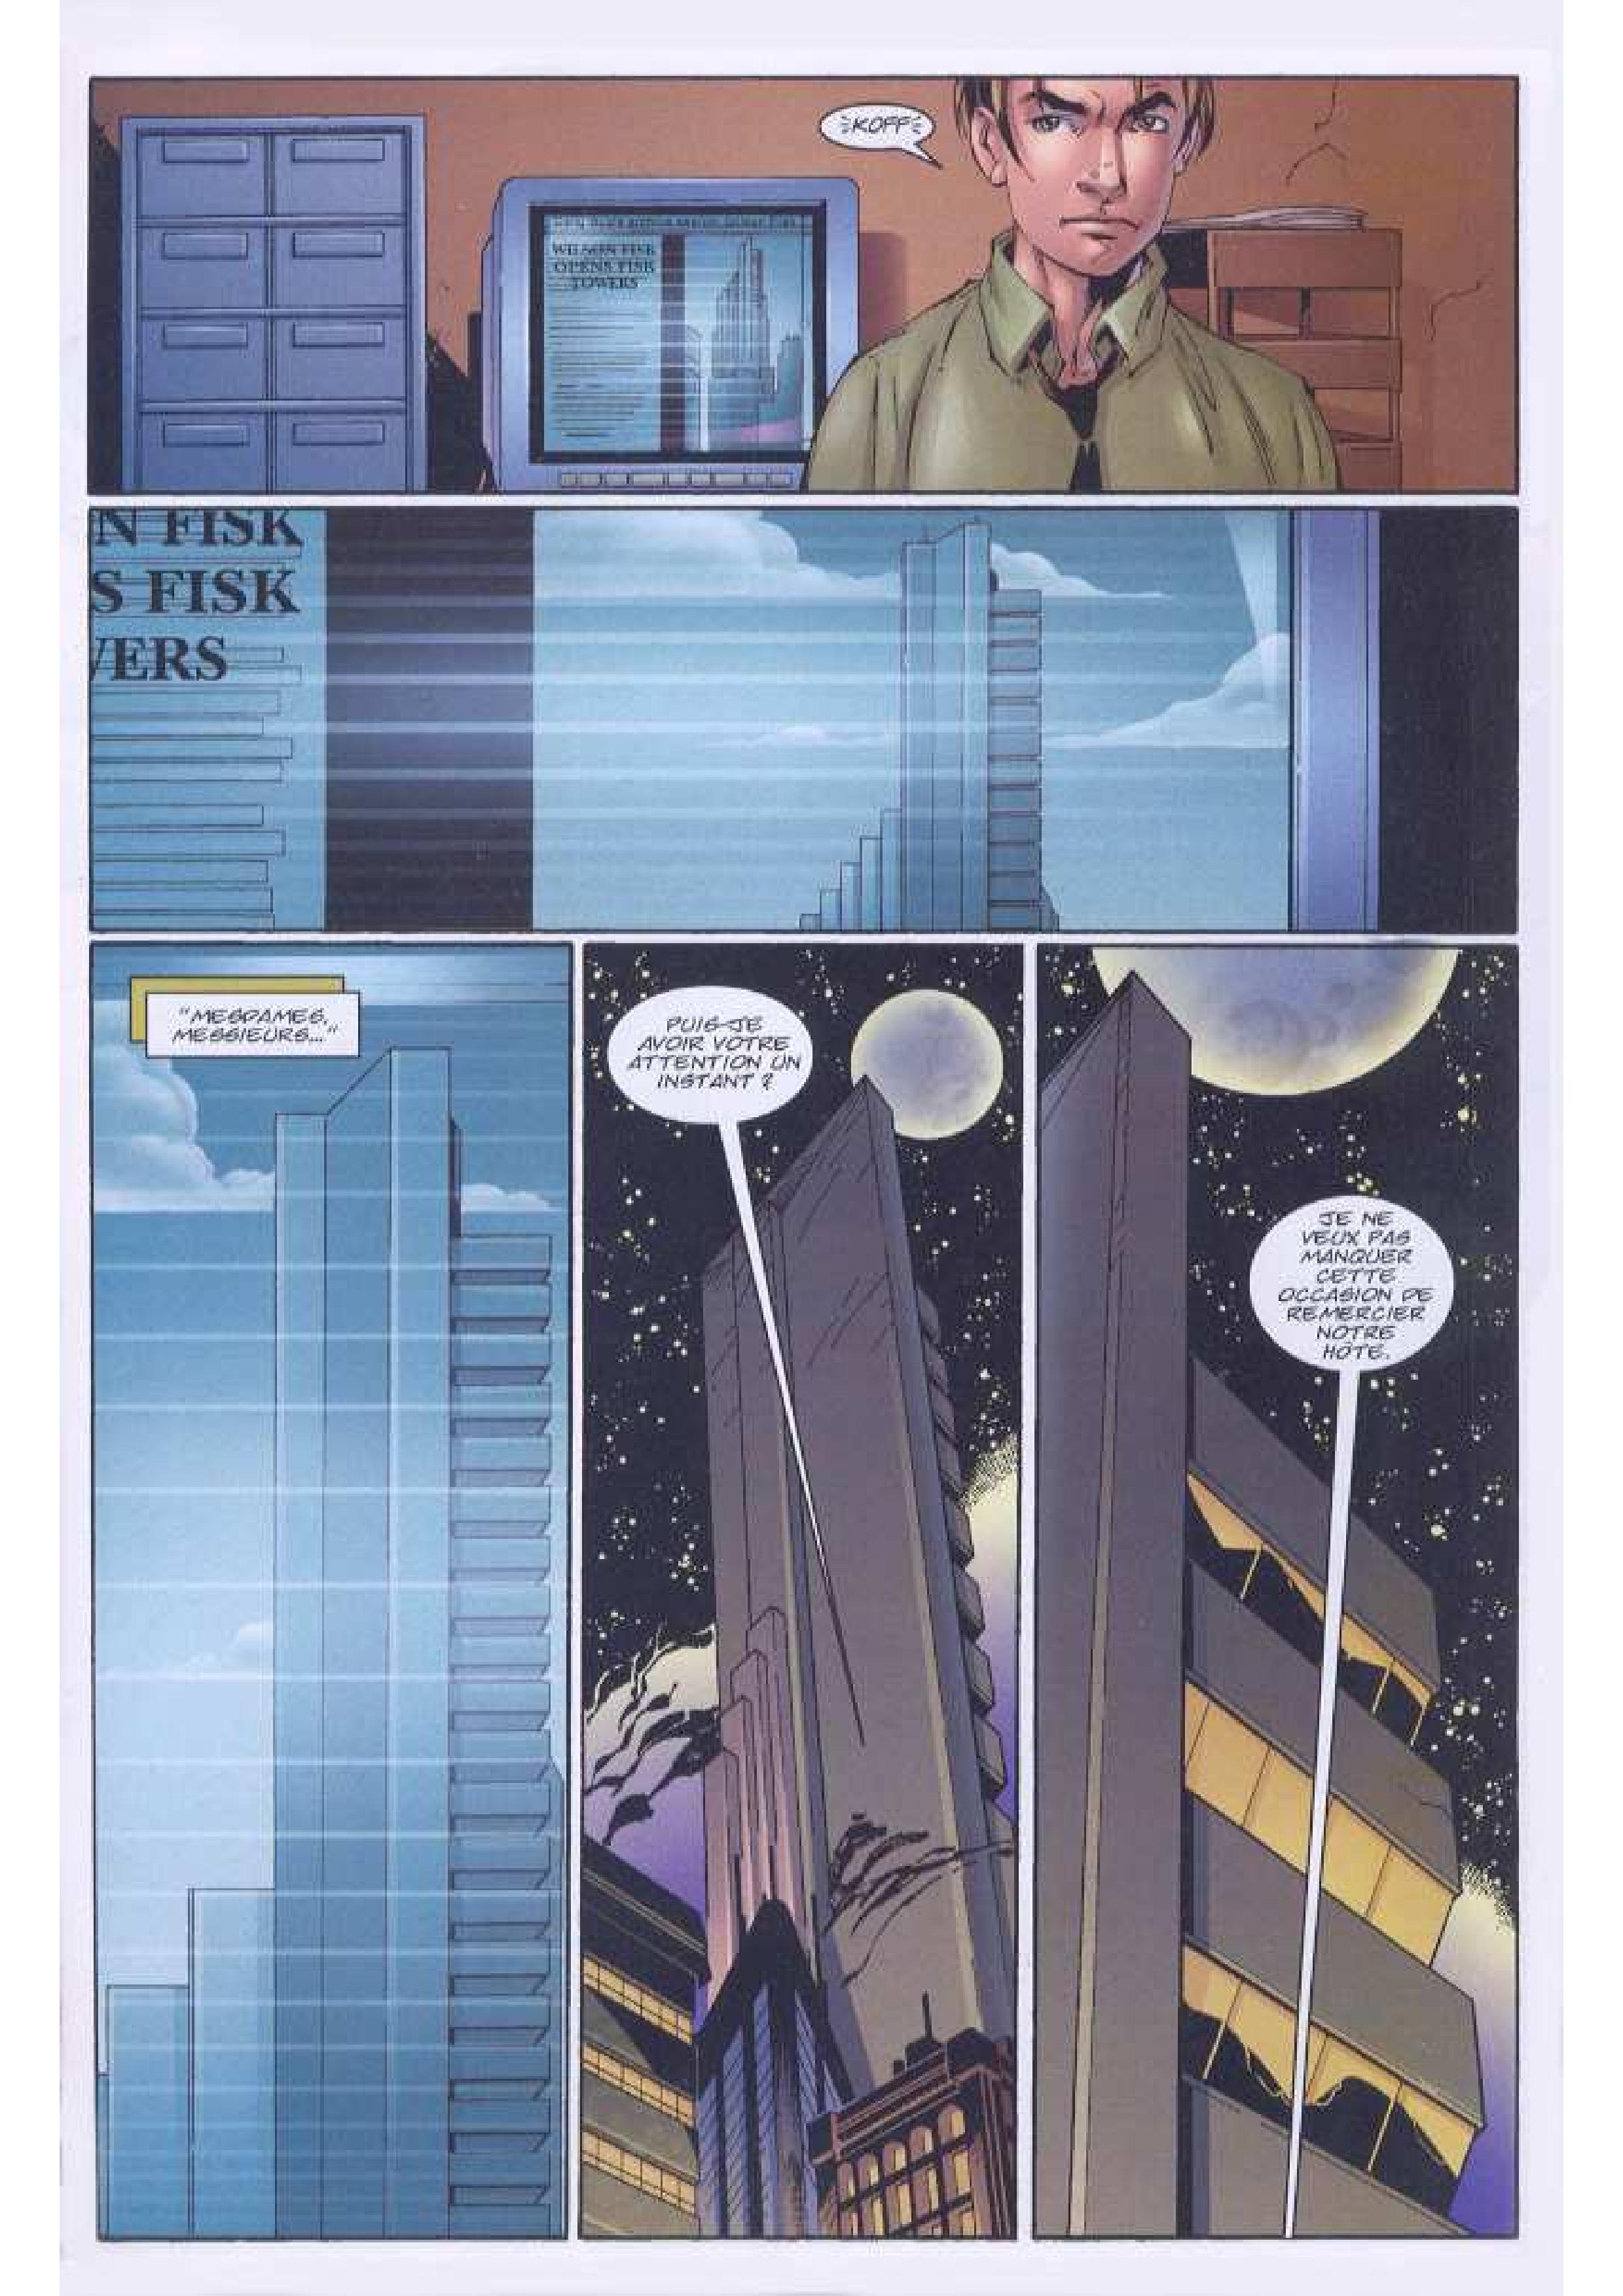 KOFF
WILSON FISK
OPENS FISK
TOWERS
N FISK
S FISK
VERS
"MESDAMES,
MESSIEURS..."
PUIS-JE
AVOIR VOTRE
ATTENTION UN
INSTANT ?
JE NE
VEUX PAS
MANQUER
CETTE
OCCASION DE
REMERCIER
NOTRE
HÔTE.